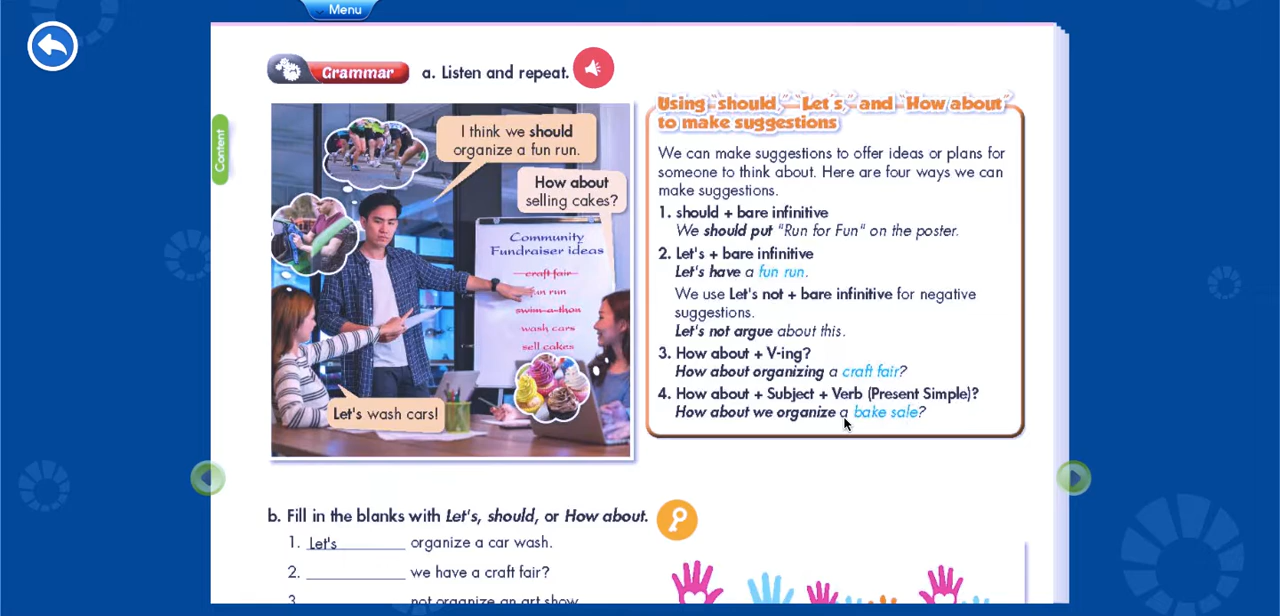 Menu
Content
Grammar
a. Listen and repeat.
I think we should
organize a fun run.
How about
selling cakes?
Community
Fundraiser ideas
craft fair
fun run
swim-a-thon
wash cars
sell cakes
Let's wash cars!
Using "should," "Let's," and "How about"
to make suggestions
We can make suggestions to offer ideas or plans for
someone to think about. Here are four ways we can
make suggestions.
1. should + bare infinitive
We should put "Run for Fun" on the poster.
2. Let's + bare infinitive
Let's have a fun run.
We use Let's not + bare infinitive for negative
suggestions.
Let's not argue about this.
3. How about + V-ing?
How about organizing a craft fair?
4. How about + Subject + Verb (Present Simple)?
How about we organize a bake sale?
b. Fill in the blanks with Let's, should, or How about.
1. Let's organize a car wash.
2. we have a craft fair?
3. not organize an art show.